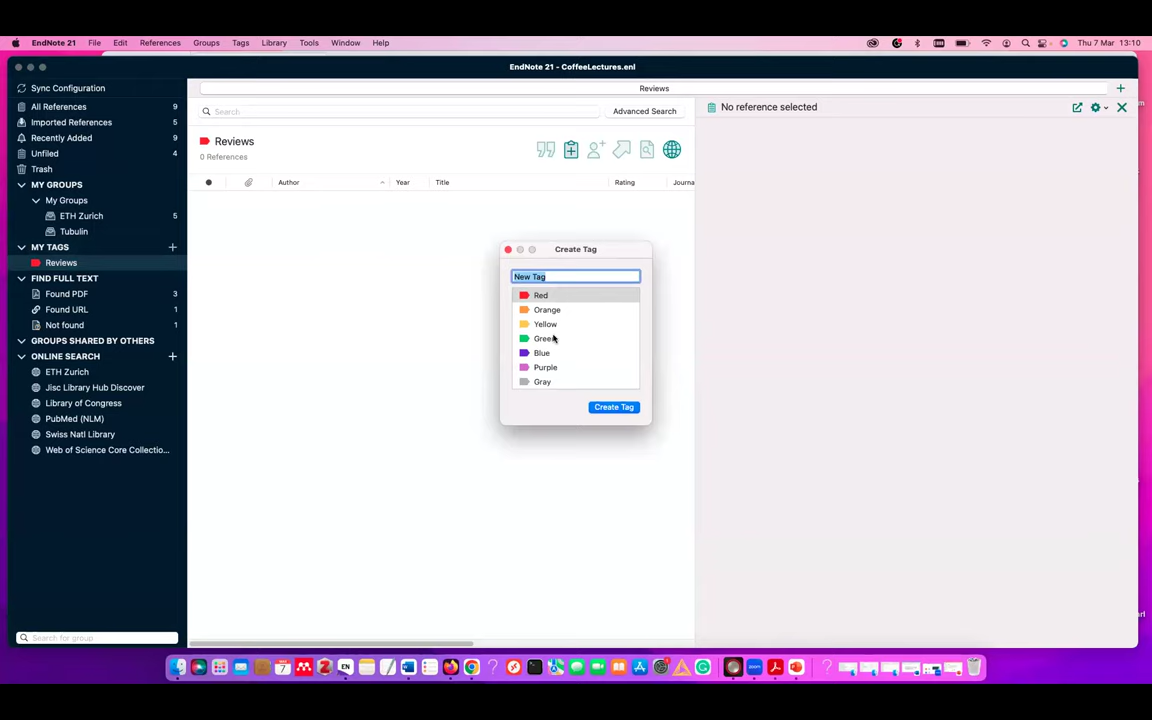 EndNote 21 File Edit References Groups Tags Library Tools Window Help Thu 7 Mar 13:10
EndNote 21 - CoffeeLectures.enl
Sync Configuration
All References 9
Imported References
Recently Added 9
Unfiled 4
Trash
MY GROUPS
My Groups
ETH Zurich 5
Tubulin
MY TAGS
Reviews
FIND FULL TEXT
Found PDF 3
Found URL 1
Not found 1
GROUPS SHARED BY OTHERS
ONLINE SEARCH
ETH Zurich
Jisc Library Hub Discover
Library of Congress
PubMed (NLM)
Swiss Natl Library
Web of Science Core Collectio...
Search for group
Reviews
Search Advanced Search
Reviews
0 References
Author Year Title Rating Journa
No reference selected
Create Tag
New Tag
Red
Orange
Yellow
Green
Blue
Purple
Gray
Create Tag
EN